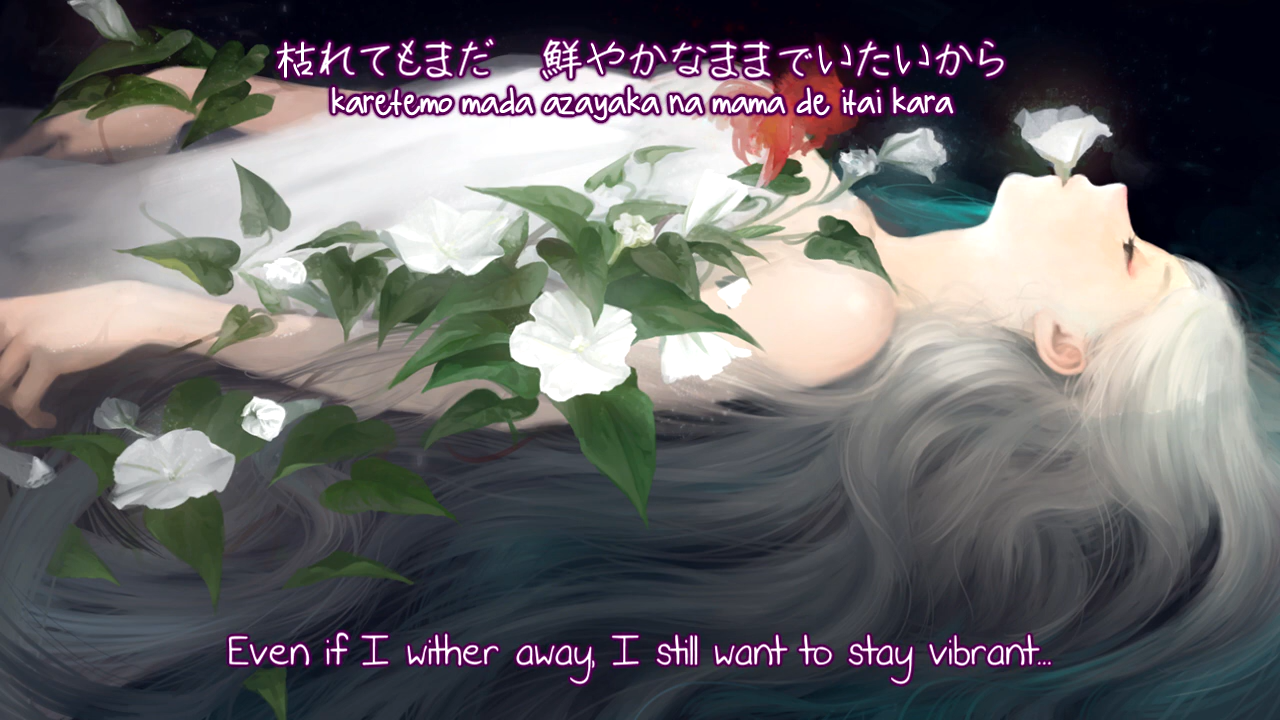 枯れてもまだ　鮮やかなままでいたいから
karetemo mada azayaka na mama de itai kara
Even if I wither away, I still want to stay vibrant...